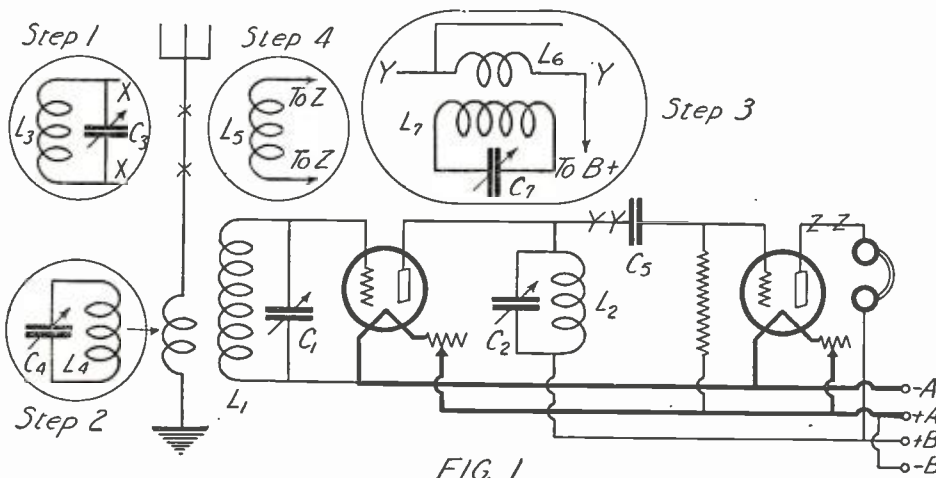 Step 1
Step 4
Step 3
Step 2
X
X
L3
C3
To Z
L5
To Z
Y
L6
Y
L7
C7
To B+
C4
L4
L1
C1
C2
L2
Y Y
C5
Z Z
-A
+A
+B
-B
FIG. 1